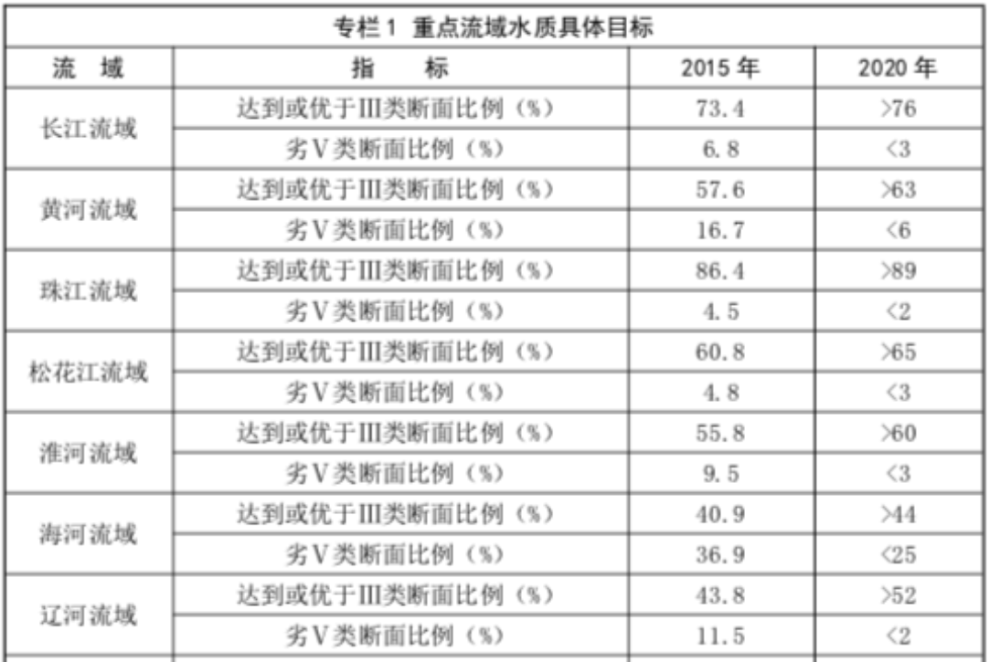 专栏1 重点流域水质具体目标
流 域 指 标 2015年 2020年
长江流域 达到或优于III类断面比例（%） 73.4 >76
劣V类断面比例（%） 6.8 <3
黄河流域 达到或优于III类断面比例（%） 57.6 >63
劣V类断面比例（%） 16.7 <6
珠江流域 达到或优于III类断面比例（%） 86.4 >89
劣V类断面比例（%） 4.5 <2
松花江流域 达到或优于III类断面比例（%） 60.8 >65
劣V类断面比例（%） 4.8 <3
淮河流域 达到或优于III类断面比例（%） 55.8 >60
劣V类断面比例（%） 9.5 <3
海河流域 达到或优于III类断面比例（%） 40.9 >44
劣V类断面比例（%） 36.9 <25
辽河流域 达到或优于III类断面比例（%） 43.8 >52
劣V类断面比例（%） 11.5 <2